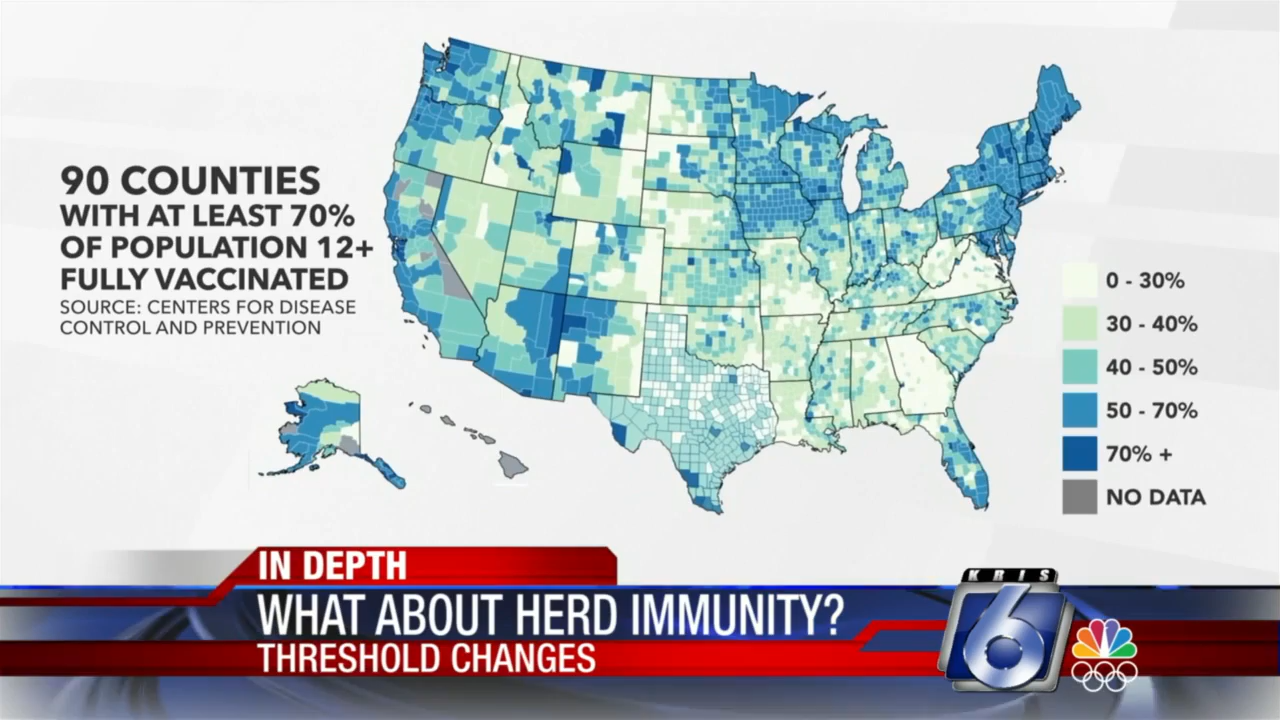 90 COUNTIES
WITH AT LEAST 70%
OF POPULATION 12+
FULLY VACCINATED
SOURCE: CENTERS FOR DISEASE
CONTROL AND PREVENTION
0 - 30%
30 - 40%
40 - 50%
50 - 70%
70% +
NO DATA
IN DEPTH
WHAT ABOUT HERD IMMUNITY?
THRESHOLD CHANGES
KRIS
6